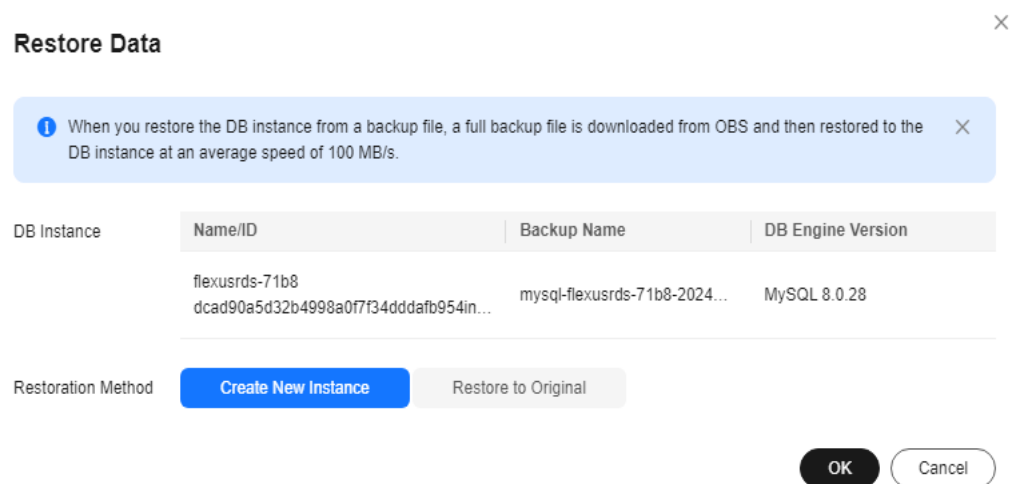 Restore Data
When you restore the DB instance from a backup file, a full backup file is downloaded from OBS and then restored to the
DB instance at an average speed of 100 MB/s.
DB Instance
Name/ID Backup Name DB Engine Version
flexusrds-71b8
dcad90a5d32b4998a0f7f34dddafb954in...
mysql-flexusrds-71b8-2024... MySQL 8.0.28
Restoration Method Create New Instance Restore to Original
OK Cancel